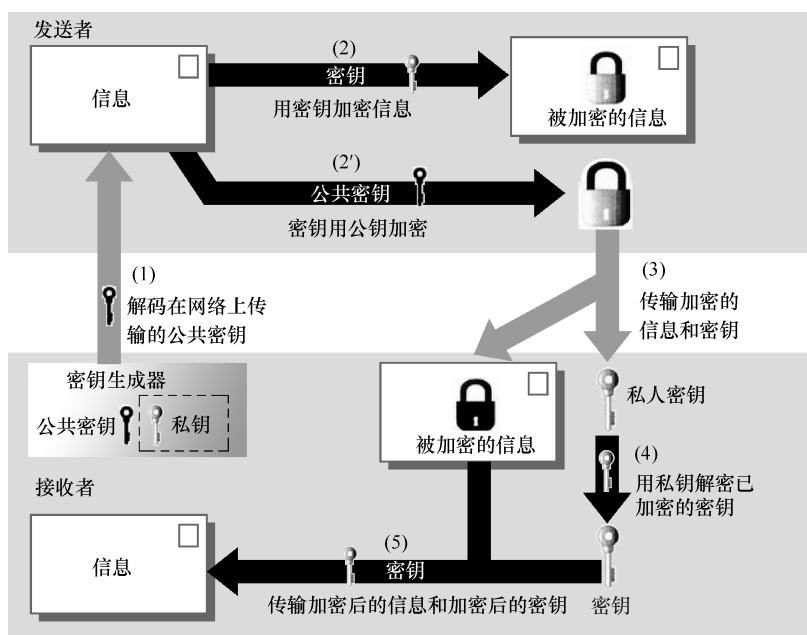 发送者
信息
(2)
密钥
用密钥加密信息
被加密的信息
(2′)
公共密钥
密钥用公钥加密
(1)
解码在网络上传
输的公共密钥
(3)
传输加密的
信息和密钥
密钥生成器
公共密钥
私钥
被加密的信息
私人密钥
(4)
用私钥解密已
加密的密钥
接收者
信息
(5)
密钥
传输加密后的信息和加密后的密钥
密钥